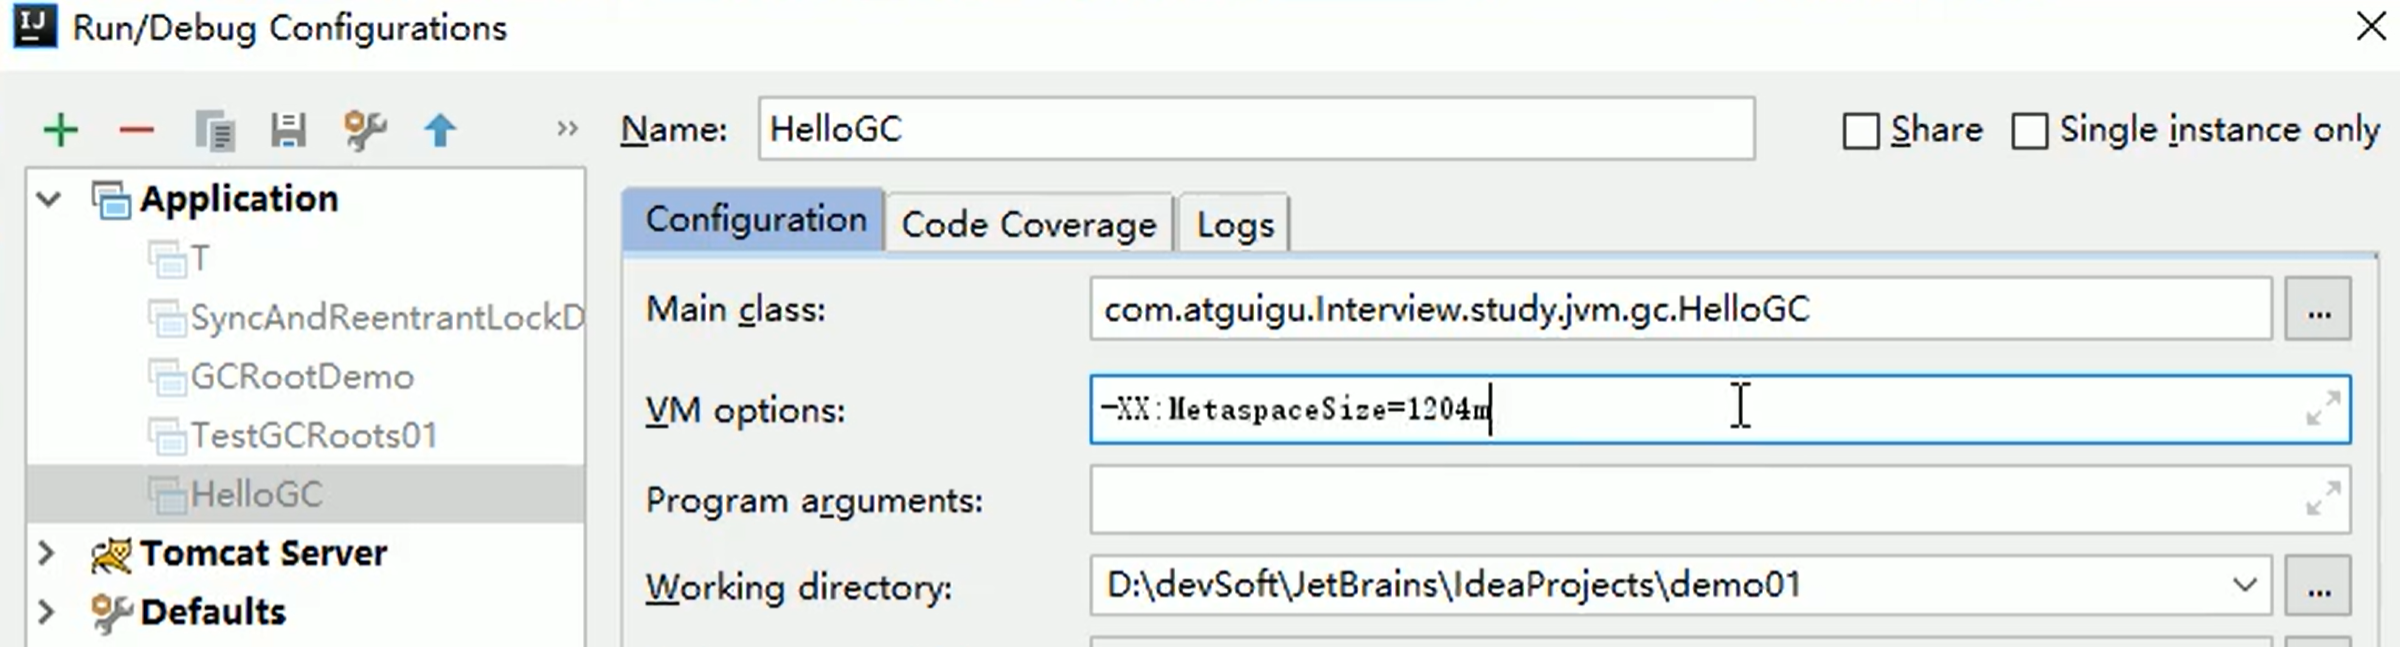 IJ Run/Debug Configurations
Name: HelloGC Share Single instance only
Application
T
SyncAndReentrantLockD
GCRootDemo
TestGCRoots01
HelloGC
Tomcat Server
Defaults
Configuration Code Coverage Logs
Main class: com.atguigu.Interview.study.jvm.gc.HelloGC ...
VM options: -XX:MetaspaceSize=1204m
Program arguments:
Working directory: D:\devSoft\JetBrains\IdeaProjects\demo01 ...